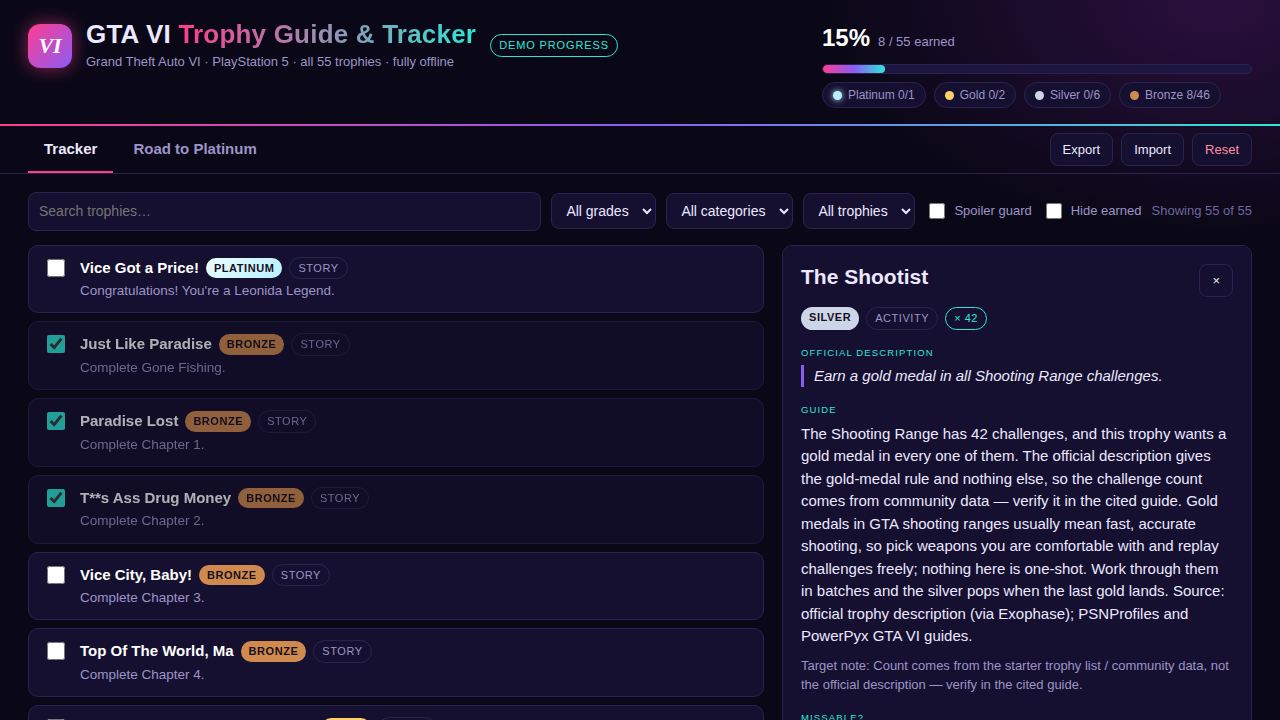 VI
GTA VI Trophy Guide & Tracker
DEMO PROGRESS
Grand Theft Auto VI · PlayStation 5 · all 55 trophies · fully offline
15% 8 / 55 earned
Platinum 0/1
Gold 0/2
Silver 0/6
Bronze 8/46
Tracker
Road to Platinum
Export
Import
Reset
Search trophies…
All grades
All categories
All trophies
Spoiler guard
Hide earned
Showing 55 of 55
Vice Got a Price! PLATINUM STORY
Congratulations! You're a Leonida Legend.
Just Like Paradise BRONZE STORY
Complete Gone Fishing.
Paradise Lost BRONZE STORY
Complete Chapter 1.
T**s Ass Drug Money BRONZE STORY
Complete Chapter 2.
Vice City, Baby! BRONZE STORY
Complete Chapter 3.
Top Of The World, Ma BRONZE STORY
Complete Chapter 4.
The Shootist
×
SILVER ACTIVITY × 42
OFFICIAL DESCRIPTION
Earn a gold medal in all Shooting Range challenges.
GUIDE
The Shooting Range has 42 challenges, and this trophy wants a
gold medal in every one of them. The official description gives
the gold-medal rule and nothing else, so the challenge count
comes from community data — verify it in the cited guide. Gold
medals in GTA shooting ranges usually mean fast, accurate
shooting, so pick weapons you are comfortable with and replay
challenges freely; nothing here is one-shot. Work through them
in batches and the silver pops when the last gold lands. Source:
official trophy description (via Exophase); PSNProfiles and
PowerPyx GTA VI guides.
Target note: Count comes from the starter trophy list / community data, not
the official description — verify in the cited guide.
MISSABLE?